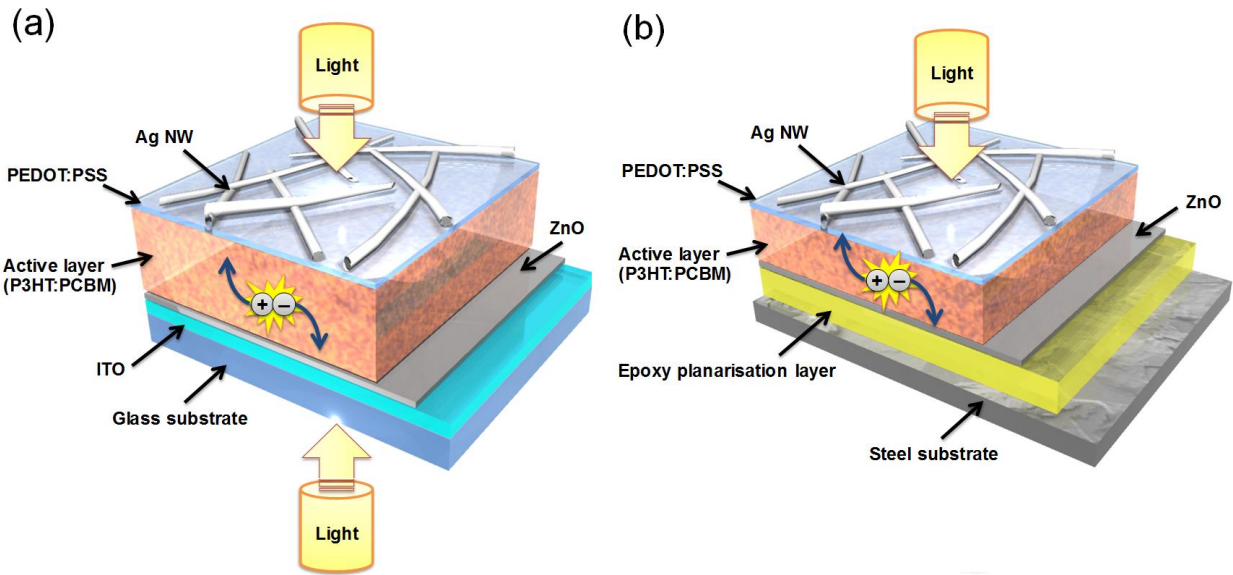 (a)
Light
Ag NW
PEDOT:PSS
ZnO
Active layer
(P3HT:PCBM)
+
−
ITO
Glass substrate
Light
(b)
Light
Ag NW
PEDOT:PSS
ZnO
Active layer
(P3HT:PCBM)
+
−
Epoxy planarisation layer
Steel substrate